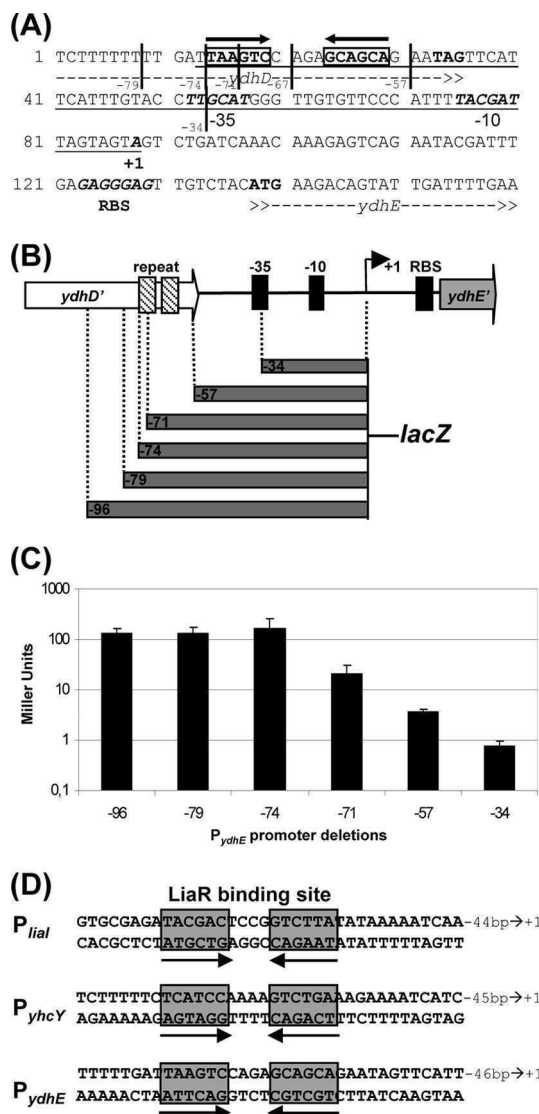 (A)
1 TCTTTTTTTT GATTAAGTCC AGAGCAGCAG AATAGTTCAT
-79 -74 -71 -67 -57
ydhD >>
41 TCATTTGTAC CTTGCATGGG TTGTGTTCCC ATTTTACGAT
-34 -35 -10
81 TAGTAGTAGT CTGATCAAAC AAGAGTCAGA ATACGATTT
+1
121 GAGAGGGAGT TGTCTACATG AAGACAGTAT TGATTTTGAA
RBS >> ydhE >>
(B)
repeat -35 -10 +1 RBS
ydhD' ydhE'
-34
-57
-71
lacZ
-74
-79
-96
(C)
Miller Units
1000
100
10
1
0,1
-96 -79 -74 -71 -57 -34
PydhE promoter deletions
(D)
LiaR binding site
PliaI GTGCGAGATACGACTCCGGTCTTATATAAAAATCAA -44bp→+1
CACGCTCTATGCTGAGGCCAGAATATATTTTTAGTT
PyhcY TCTTTTTCTCATCCAAAAGTCTGAAAGAAAATCATC -45bp→+1
AGAAAAAGAGTAGGTTTTCAGACTTTCTTTTAGTAG
PydhE TTTTTGATTAAGTCCAGAGCAGCAGAATAGTTCATT -46bp→+1
AAAAACTAATTCAGGTCTCGTCGTCTTATCAAGTAA